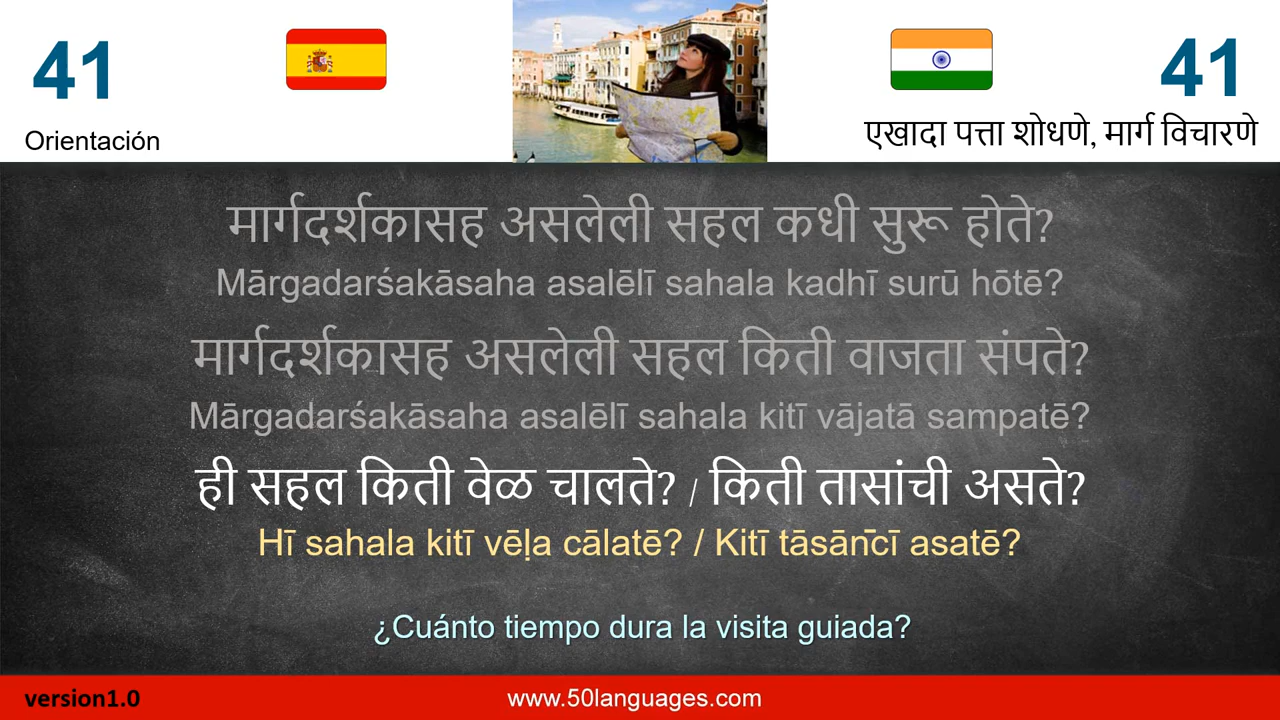 41
41
Orientación
एखादा पत्ता शोधणे, मार्ग विचारणे
मार्गदर्शकासह असलेली सहल कधी सुरू होते?
Mārgadarśakāsaha asalēlī sahala kadhī surū hōtē?
मार्गदर्शकासह असलेली सहल किती वाजता संपते?
Mārgadarśakāsaha asalēlī sahala kitī vājatā sampatē?
ही सहल किती वेळ चालते? / किती तासांची असते?
Hī sahala kitī vēḷa cālatē? / Kitī tāsān̄cī asatē?
¿Cuánto tiempo dura la visita guiada?
version1.0
www.50languages.com